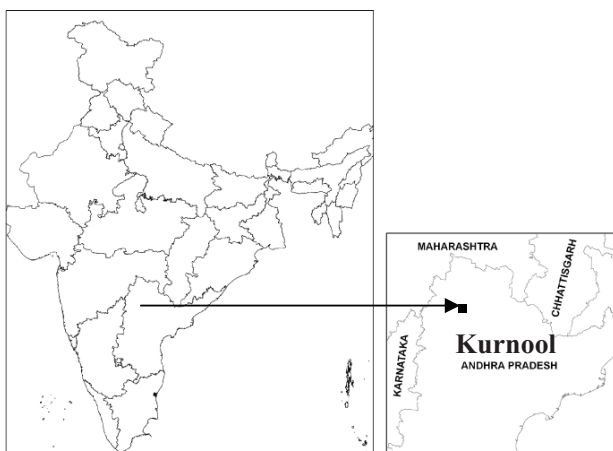 MAHARASHTRA
CHHATTISGARH
KARNATAKA
Kurnool
ANDHRA PRADESH